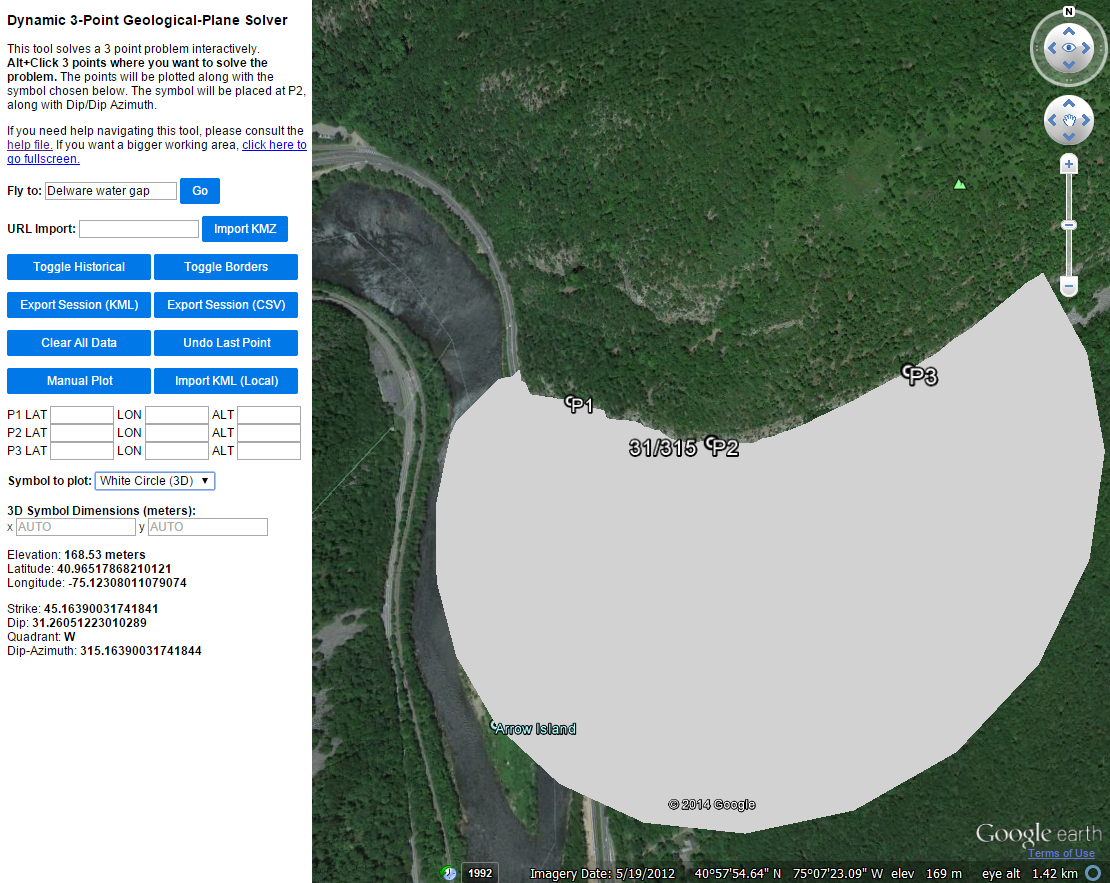 Dynamic 3-Point Geological-Plane Solver
This tool solves a 3 point problem interactively.
Alt+Click 3 points where you want to solve the
problem. The points will be plotted along with the
symbol chosen below. The symbol will be placed at P2,
along with Dip/Dip Azimuth.
If you need help navigating this tool, please consult the
help file. If you want a bigger working area, click here to
go fullscreen.
Fly to: Delware water gap Go
URL Import: Import KMZ
Toggle Historical Toggle Borders
Export Session (KML) Export Session (CSV)
Clear All Data Undo Last Point
Manual Plot Import KML (Local)
P1 LAT LON ALT
P2 LAT LON ALT
P3 LAT LON ALT
Symbol to plot: White Circle (3D) ▼
3D Symbol Dimensions (meters):
x AUTO y AUTO
Elevation: 168.53 meters
Latitude: 40.96517868210121
Longitude: -75.12308011079074
Strike: 45.16390031741841
Dip: 31.26051223010289
Quadrant: W
Dip-Azimuth: 315.16390031741844
N
P3
P1
31/315 P2
Arrow Island
© 2014 Google
Google earth
Terms of Use
1992 Imagery Date: 5/19/2012 40°57'54.64" N 75°07'23.09" W elev 169 m eye alt 1.42 km